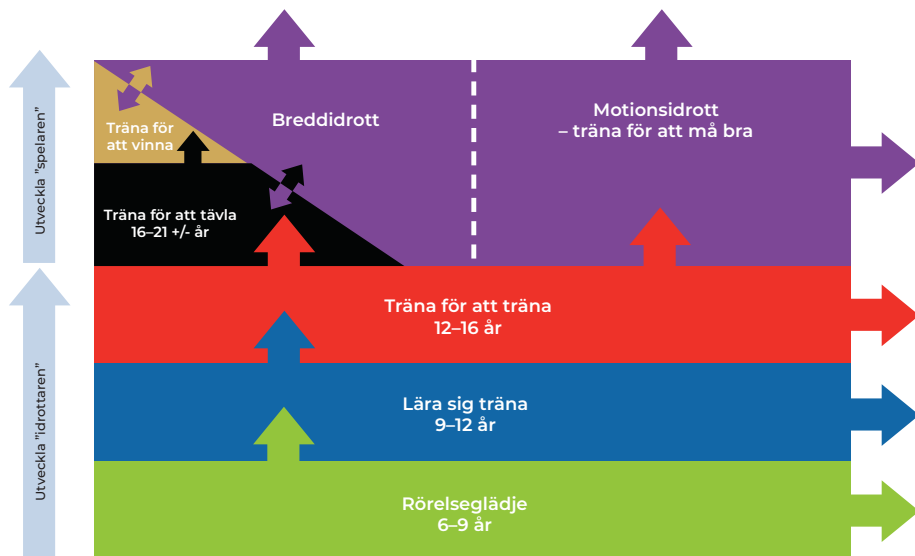 Utveckla ”spelaren”
Utveckla ”idrottaren”
Träna för
att vinna
Breddidrott
Motionsidrott
– träna för att må bra
Träna för att tävla
16–21 +/- år
Träna för att träna
12–16 år
Lära sig träna
9–12 år
Rörelseglädje
6–9 år